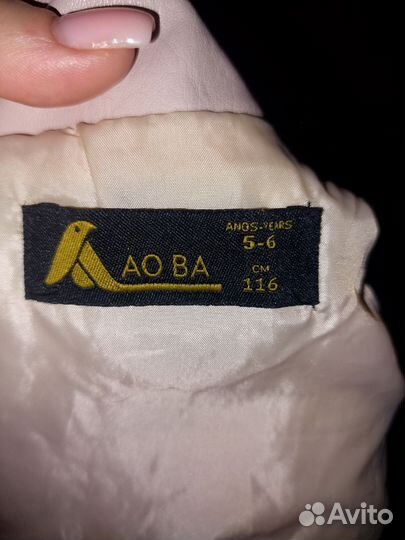 AO BA
ANOS-YEARS
5-6
CM
116
Avito